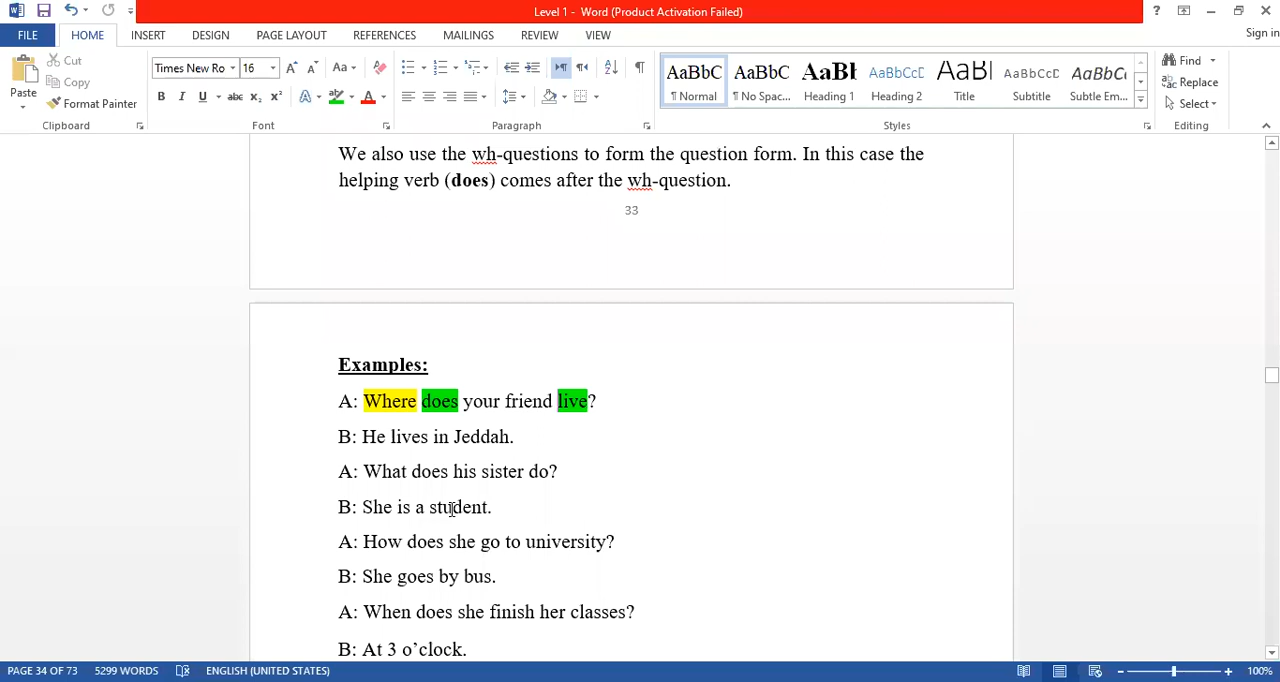 Level 1 - Word (Product Activation Failed)
FILE HOME INSERT DESIGN PAGE LAYOUT REFERENCES MAILINGS REVIEW VIEW Sign in
Paste
Cut
Copy
Format Painter
Clipboard
Times New Ro 16
Font
Paragraph
AaBbC AaBbC AaBl AaBbCcC AaBl AaBbCcC AaBbCc
¶ Normal ¶ No Spac... Heading 1 Heading 2 Title Subtitle Subtle Em...
Styles
Find
Replace
Select
Editing
We also use the wh-questions to form the question form. In this case the
helping verb (does) comes after the wh-question.
33
Examples:
A: Where does your friend live?
B: He lives in Jeddah.
A: What does his sister do?
B: She is a student.
A: How does she go to university?
B: She goes by bus.
A: When does she finish her classes?
B: At 3 o’clock.
PAGE 34 OF 73 5299 WORDS ENGLISH (UNITED STATES) 100%